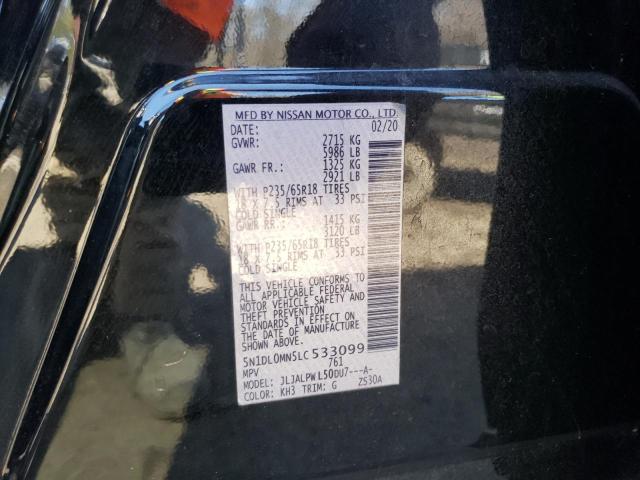 MFD BY NISSAN MOTOR CO., LTD.
DATE: 02/20
GVWR: 2715 KG
5986 LB
GAWR FR.: 1325 KG
2921 LB
WITH P235/65R18 TIRES
18 X 7.5 RIMS AT 33 PSI
COLD SINGLE
GAWR RR.: 1415 KG
3120 LB
WITH P235/65R18 TIRES
18 X 7.5 RIMS AT 33 PSI
COLD SINGLE
THIS VEHICLE CONFORMS TO
ALL APPLICABLE FEDERAL
MOTOR VEHICLE SAFETY AND
THEFT PREVENTION
STANDARDS IN EFFECT ON
THE DATE OF MANUFACTURE
5N1DL0MN5LC533099
MPV 761
MODEL: JLJALPWL50DU7---A-
COLOR: KH3 TRIM: G Z530A